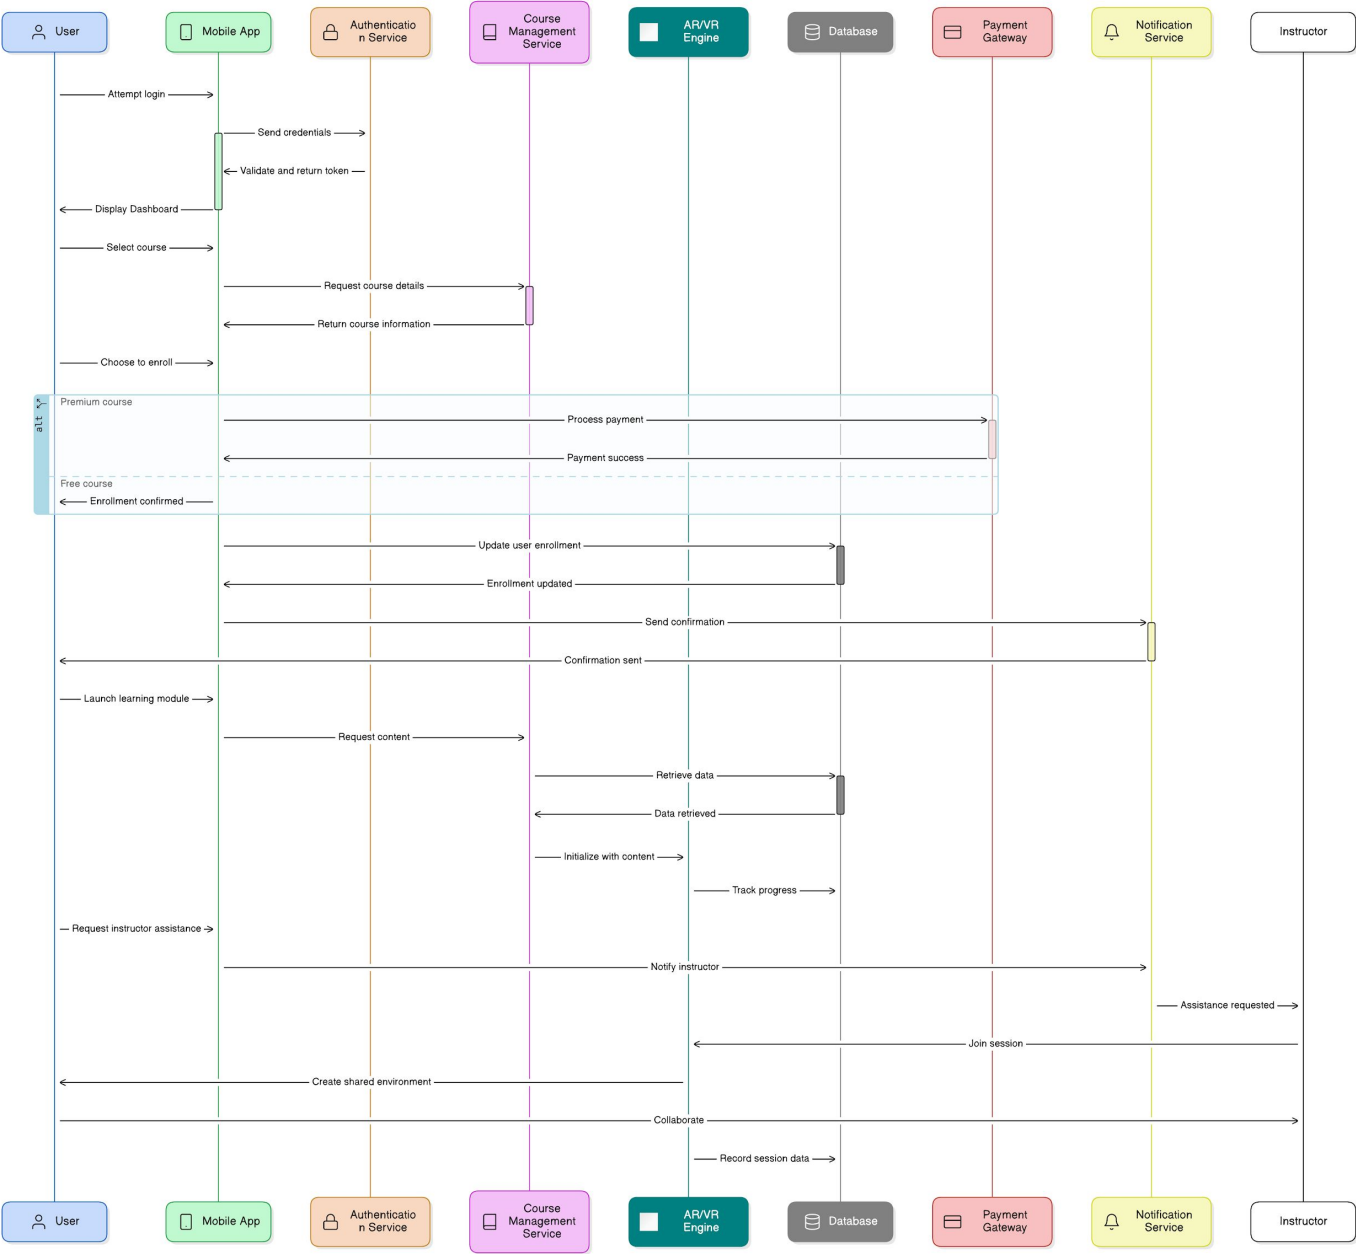 User
Mobile App
Authenticatio
n Service
Course
Management
Service
AR/VR
Engine
Database
Payment
Gateway
Notification
Service
Instructor
Attempt login
Send credentials
Validate and return token
Display Dashboard
Select course
Request course details
Return course information
Choose to enroll
alt
Premium course
Process payment
Payment success
Free course
Enrollment confirmed
Update user enrollment
Enrollment updated
Send confirmation
Confirmation sent
Launch learning module
Request content
Retrieve data
Data retrieved
Initialize with content
Track progress
Request instructor assistance
Notify instructor
Assistance requested
Join session
Create shared environment
Collaborate
Record session data
User
Mobile App
Authenticatio
n Service
Course
Management
Service
AR/VR
Engine
Database
Payment
Gateway
Notification
Service
Instructor